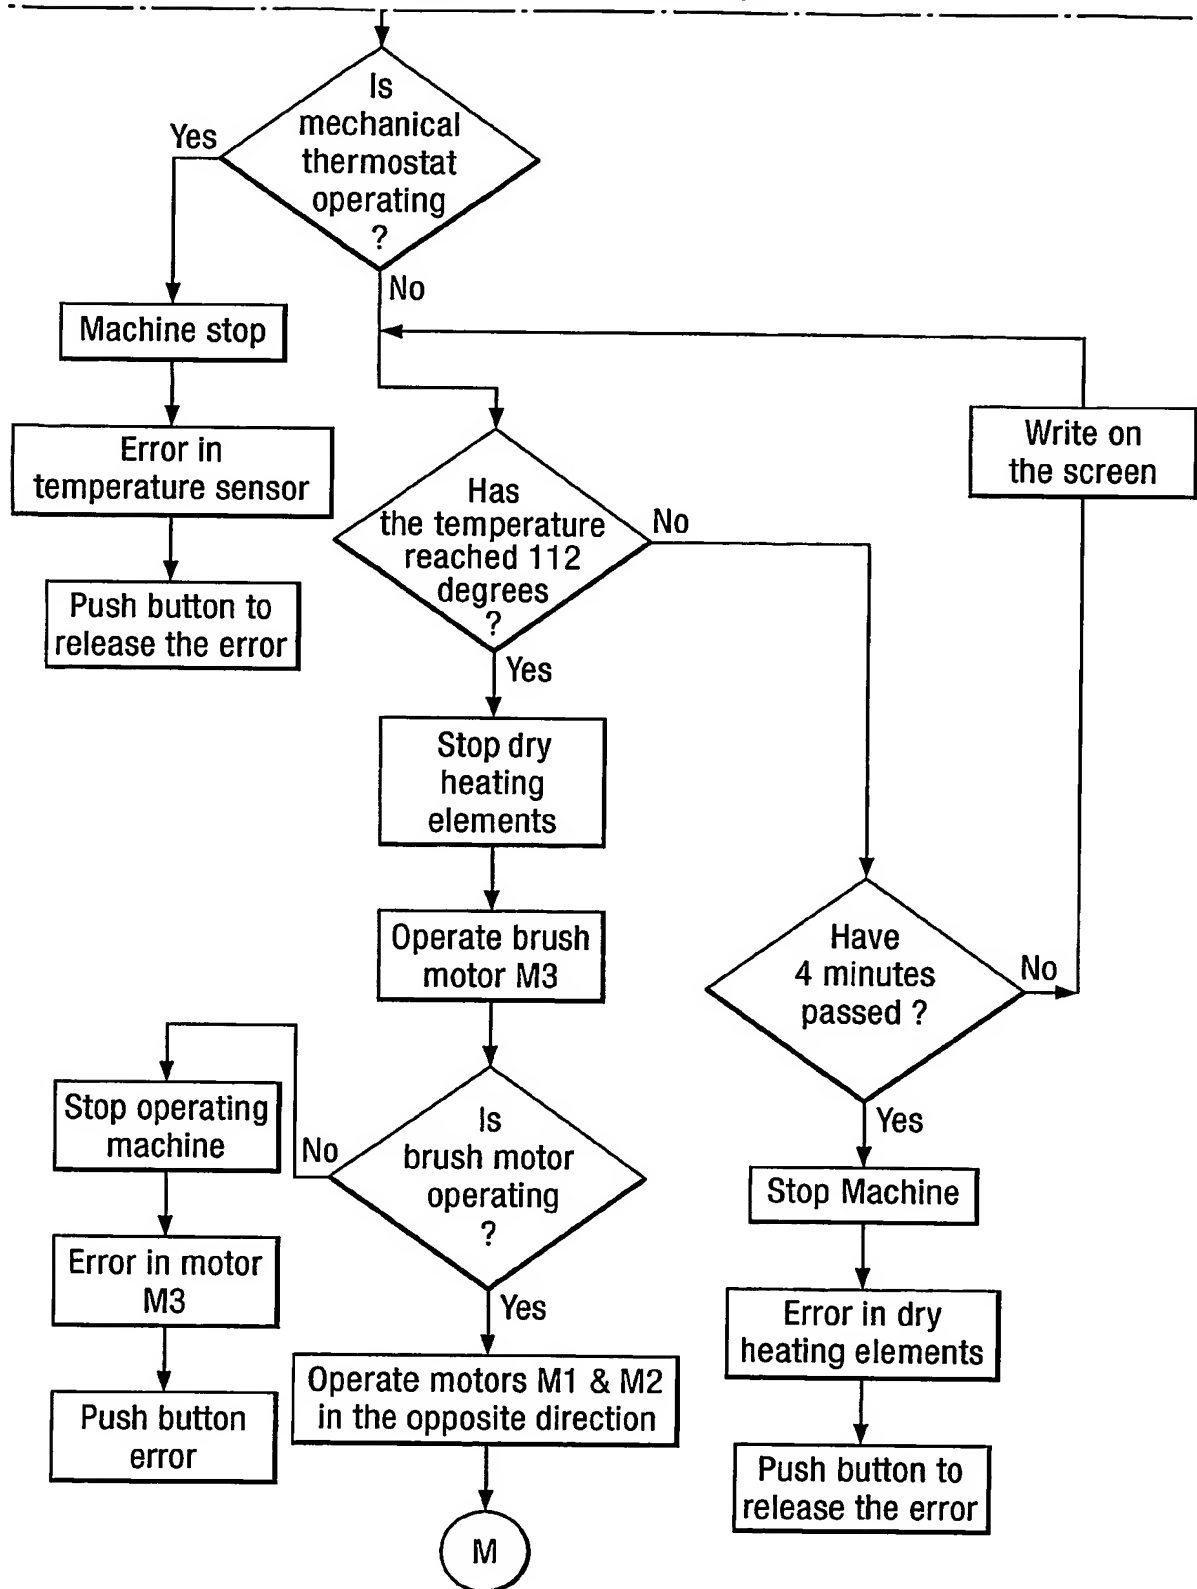 Is
mechanical
thermostat
operating
?
Yes
No
Machine stop
Error in
temperature sensor
Push button to
release the error
Write on
the screen
Has
the temperature
reached 112
degrees
?
No
Yes
Stop dry
heating
elements
Operate brush
motor M3
Have
4 minutes
passed ?
No
Yes
Is
brush motor
operating
?
No
Yes
Stop operating
machine
Error in motor
M3
Push button
error
Operate motors M1 & M2
in the opposite direction
M
Stop Machine
Error in dry
heating elements
Push button to
release the error